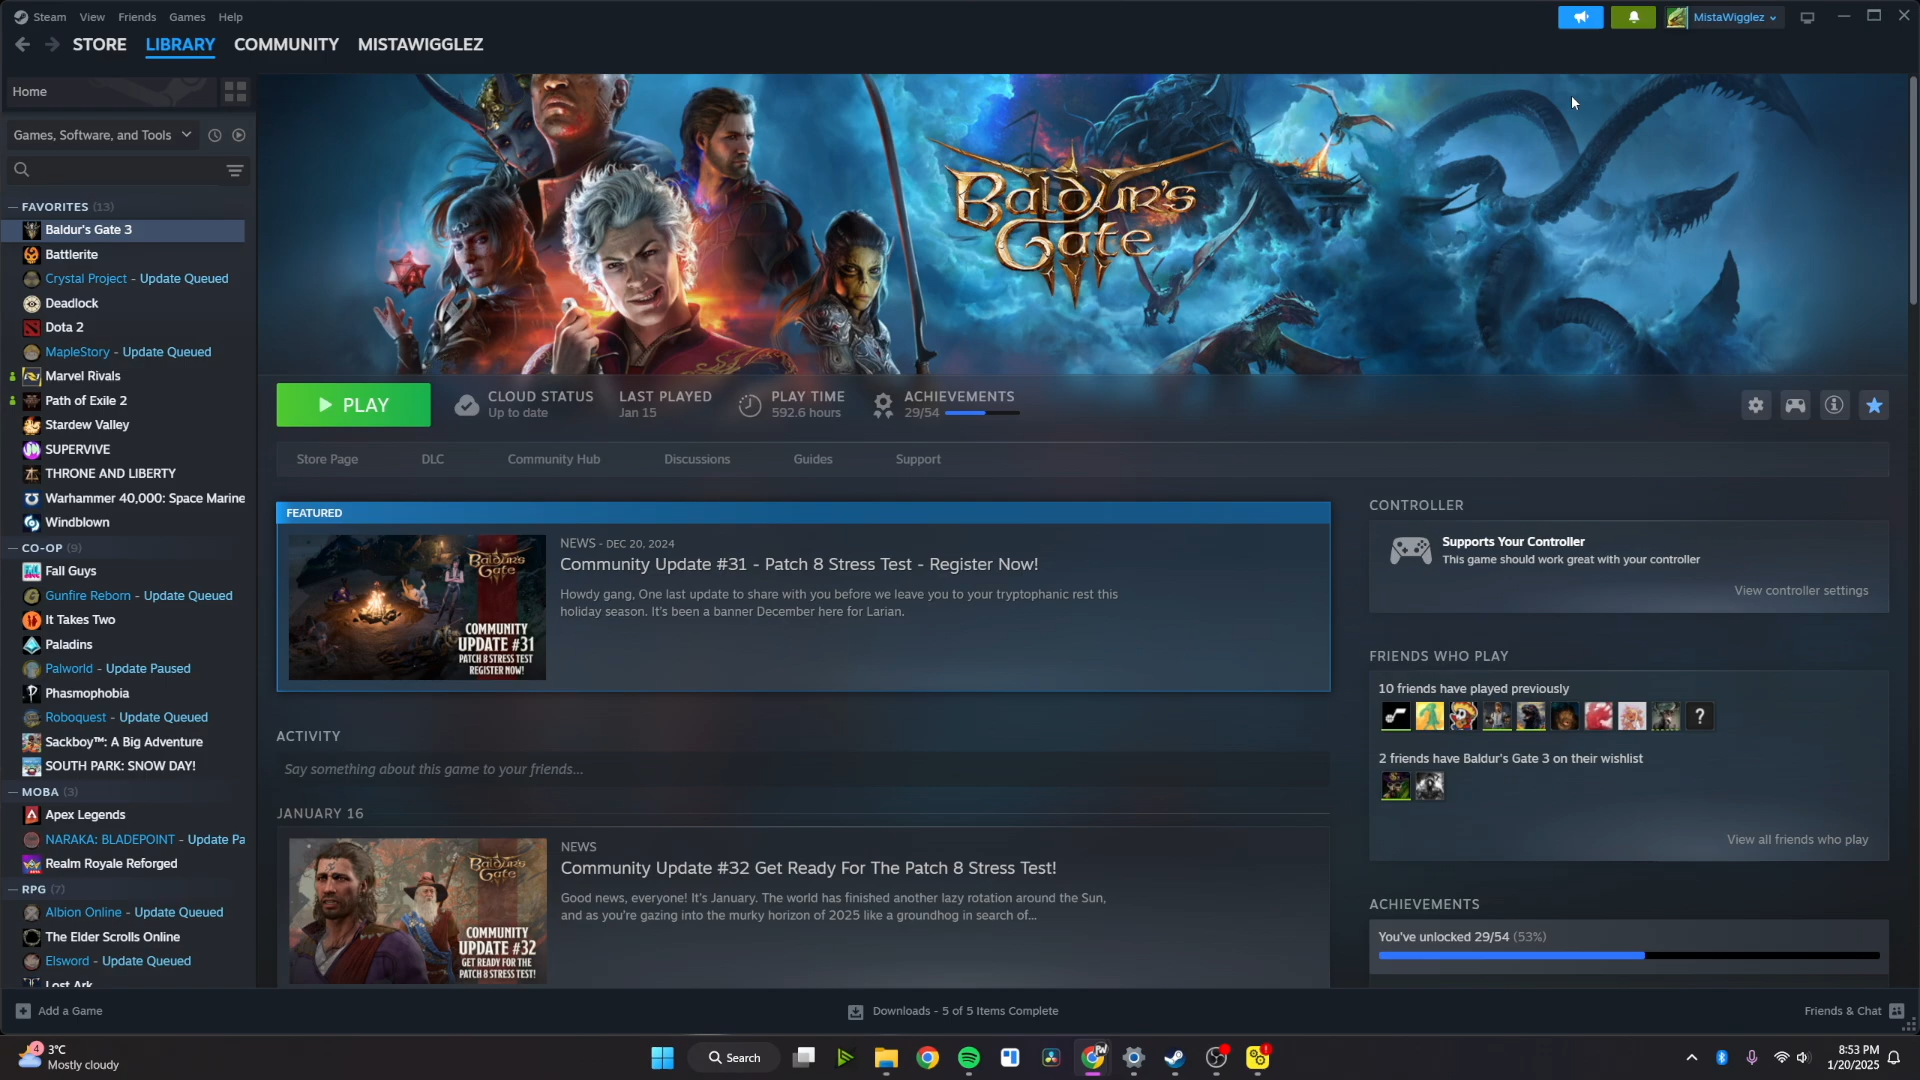 Steam View Friends Games Help
MistaWigglez
STORE LIBRARY COMMUNITY MISTAWIGGLEZ
Home
Games, Software, and Tools
— FAVORITES (13)
Baldur's Gate 3
Battlerite
Crystal Project - Update Queued
Deadlock
Dota 2
MapleStory - Update Queued
Marvel Rivals
Path of Exile 2
Stardew Valley
SUPERVIVE
THRONE AND LIBERTY
Warhammer 40,000: Space Marine
Windblown
— CO-OP (9)
Fall Guys
Gunfire Reborn - Update Queued
It Takes Two
Paladins
Palworld - Update Paused
Phasmophobia
Roboquest - Update Queued
Sackboy™: A Big Adventure
SOUTH PARK: SNOW DAY!
— MOBA (3)
Apex Legends
NARAKA: BLADEPOINT - Update Pa
Realm Royale Reforged
— RPG (7)
Albion Online - Update Queued
The Elder Scrolls Online
Elsword - Update Queued
Lost Ark
Add a Game
Baldur's
Gate
III
PLAY
CLOUD STATUS
Up to date
LAST PLAYED
Jan 15
PLAY TIME
592.6 hours
ACHIEVEMENTS
29/54
Store Page DLC Community Hub Discussions Guides Support
FEATURED
Baldur's
Gate
COMMUNITY
UPDATE #31
PATCH 8 STRESS TEST
REGISTER NOW!
NEWS - DEC 20, 2024
Community Update #31 - Patch 8 Stress Test - Register Now!
Howdy gang, One last update to share with you before we leave you to your tryptophanic rest this
holiday season. It's been a banner December here for Larian.
ACTIVITY
Say something about this game to your friends...
JANUARY 16
Baldur's
Gate
COMMUNITY
UPDATE #32
GET READY FOR THE
PATCH 8 STRESS TEST!
NEWS
Community Update #32 Get Ready For The Patch 8 Stress Test!
Good news, everyone! It's January. The world has finished another lazy rotation around the Sun,
and as you're gazing into the murky horizon of 2025 like a groundhog in search of...
CONTROLLER
Supports Your Controller
This game should work great with your controller
View controller settings
FRIENDS WHO PLAY
10 friends have played previously
?
2 friends have Baldur's Gate 3 on their wishlist
View all friends who play
ACHIEVEMENTS
You've unlocked 29/54 (53%)
Downloads - 5 of 5 Items Complete
Friends & Chat
4
3°C
Mostly cloudy
Search
8:53 PM
1/20/2025